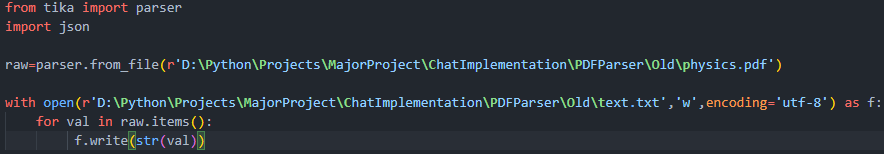 from tika import parser
import json
raw=parser.from_file(r'D:\Python\Projects\MajorProject\ChatImplementation\PDFParser\Old\physics.pdf')
with open(r'D:\Python\Projects\MajorProject\ChatImplementation\PDFParser\Old\text.txt','w',encoding='utf-8') as f:
    for val in raw.items():
        f.write(str(val))